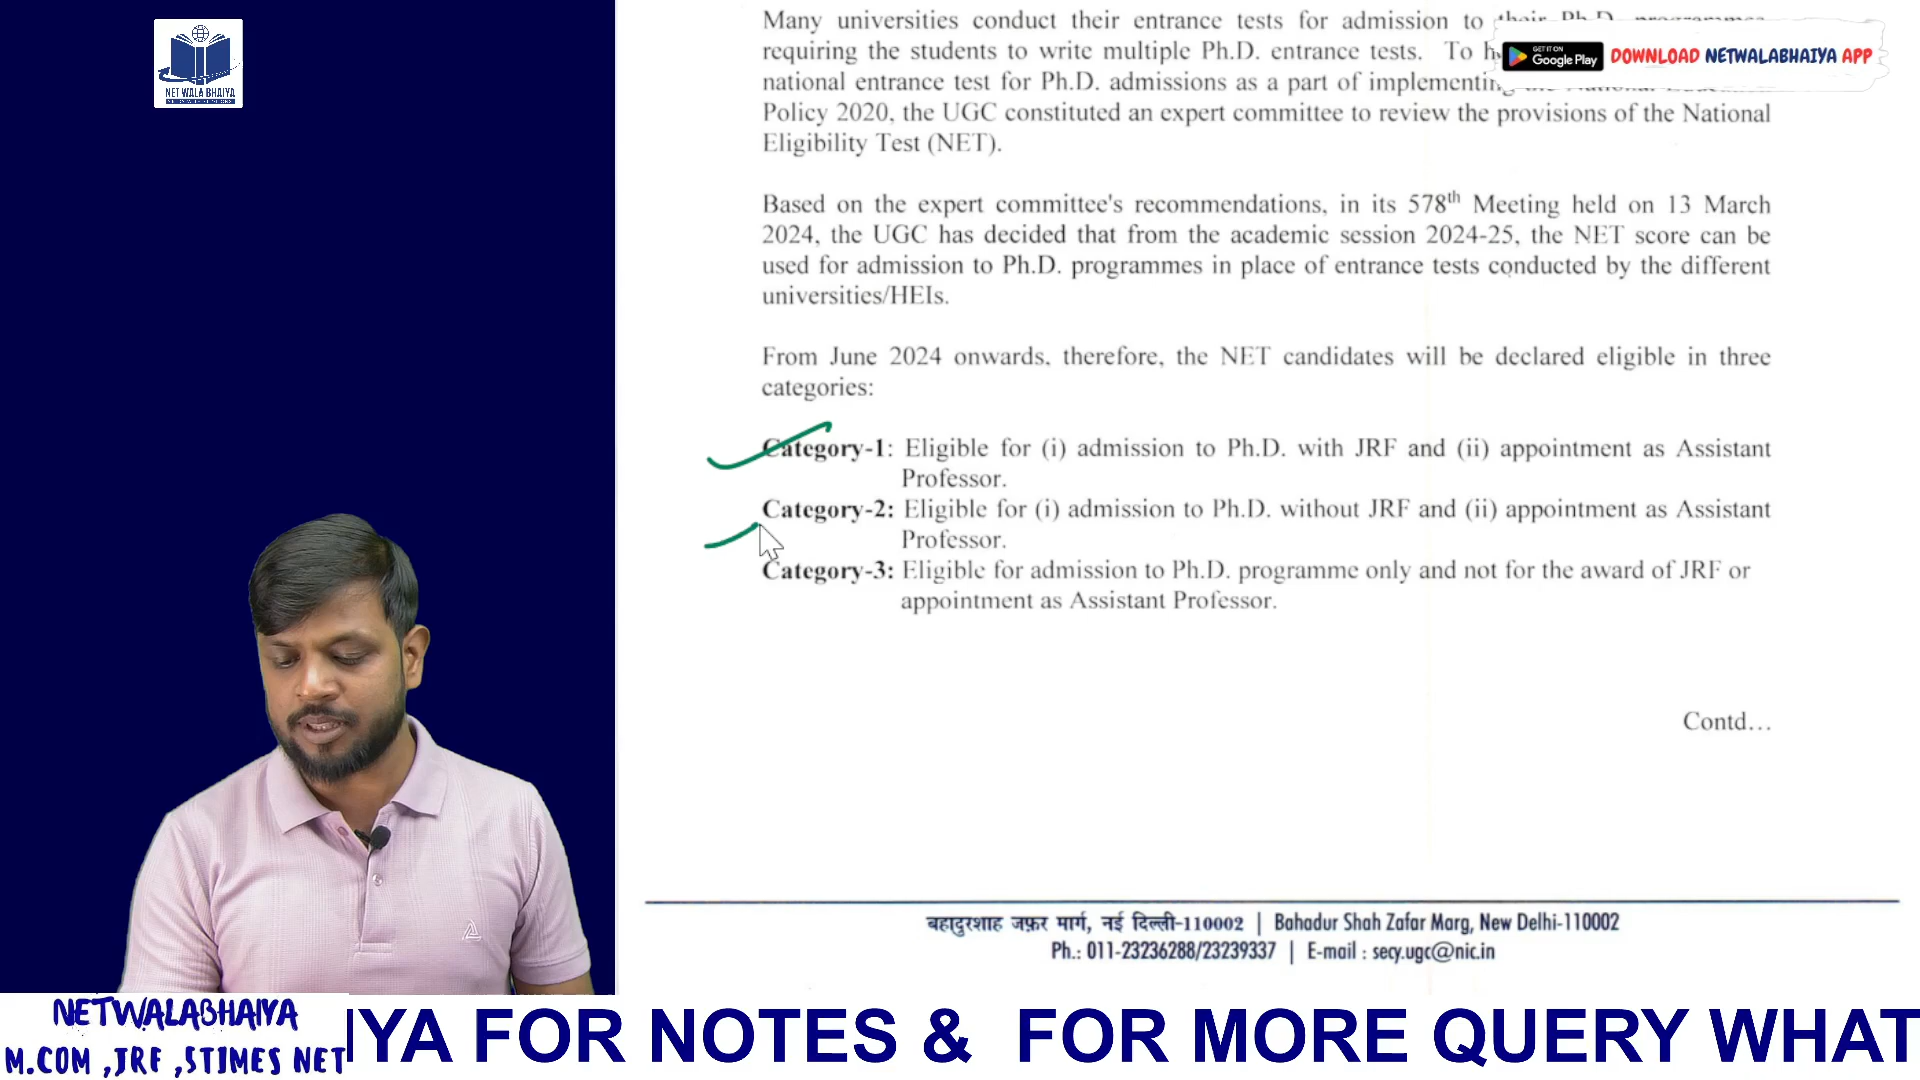 NET WALA BHAIYA
Many universities conduct their entrance tests for admission to their Ph.D. programmes
requiring the students to write multiple Ph.D. entrance tests. To
GET IT ON
Google Play
DOWNLOAD NETWALABHAIYA APP
national entrance test for Ph.D. admissions as a part of implementing the National
Policy 2020, the UGC constituted an expert committee to review the provisions of the National
Eligibility Test (NET).
Based on the expert committee's recommendations, in its 578th Meeting held on 13 March
2024, the UGC has decided that from the academic session 2024-25, the NET score can be
used for admission to Ph.D. programmes in place of entrance tests conducted by the different
universities/HEIs.
From June 2024 onwards, therefore, the NET candidates will be declared eligible in three
categories:
Category-1: Eligible for (i) admission to Ph.D. with JRF and (ii) appointment as Assistant
Professor.
Category-2: Eligible for (i) admission to Ph.D. without JRF and (ii) appointment as Assistant
Professor.
Category-3: Eligible for admission to Ph.D. programme only and not for the award of JRF or
appointment as Assistant Professor.
Contd...
बहादुरशाह ज़फ़र मार्ग, नई दिल्ली-110002 | Bahadur Shah Zafar Marg, New Delhi-110002
Ph.: 011-23236288/23239337 | E-mail : secy.ugc@nic.in
NETWALABHAIYA
M.COM ,JRF ,5TIMES NET
IYA FOR NOTES & FOR MORE QUERY WHAT